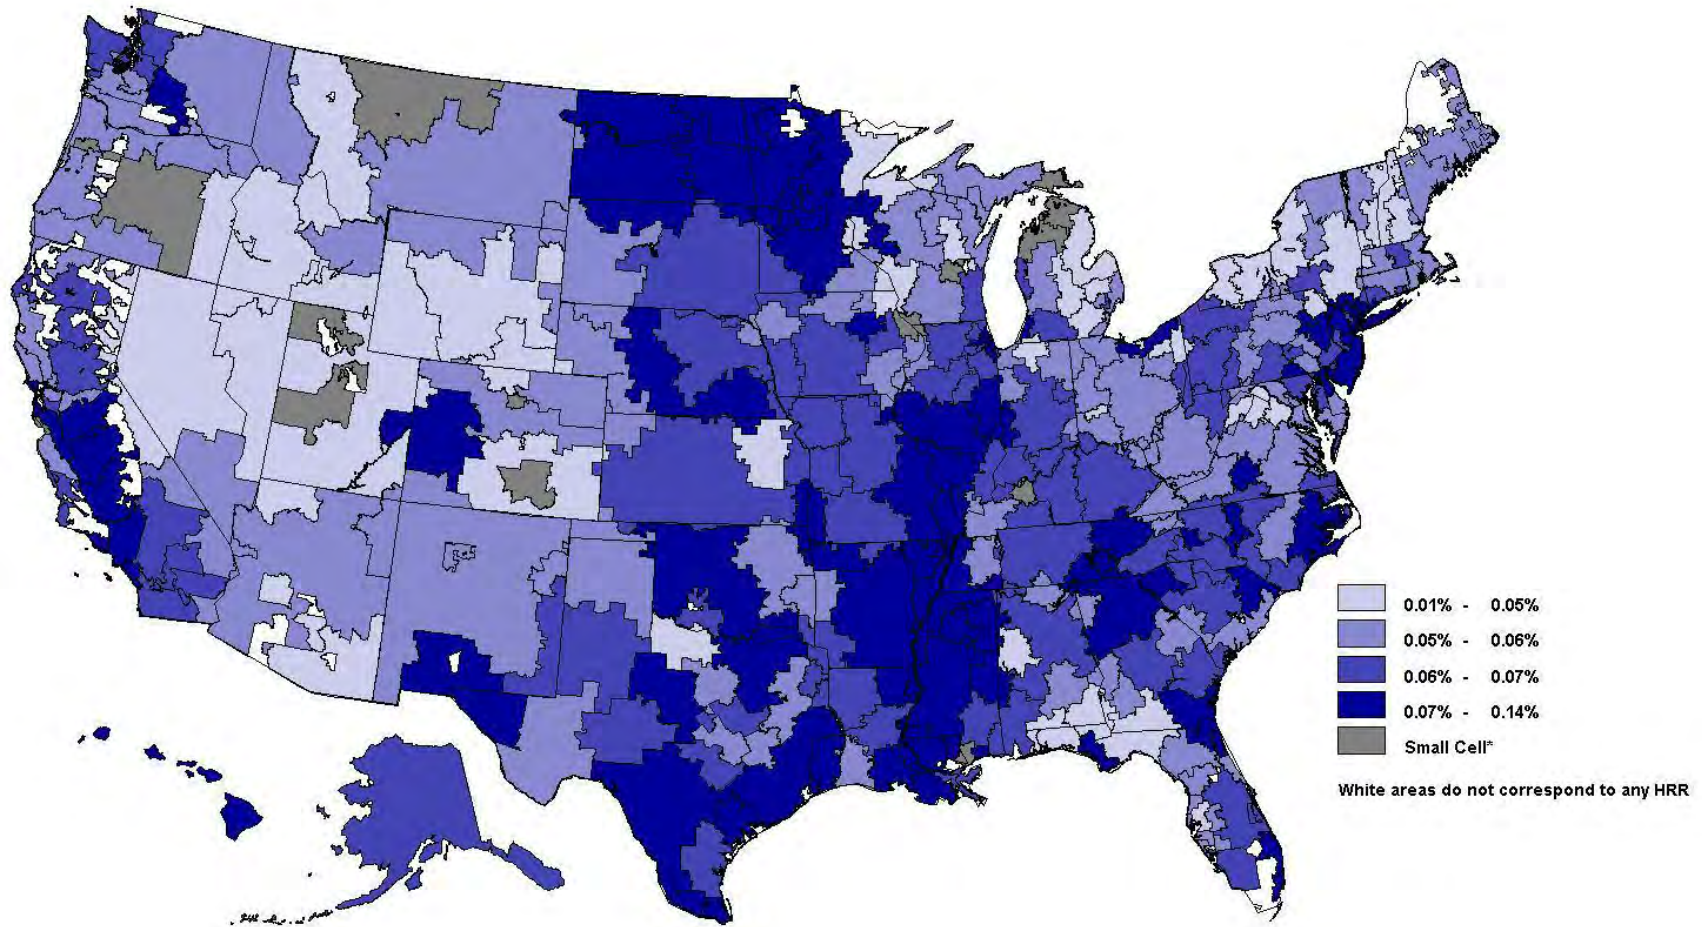 0.01% - 0.05%
0.05% - 0.06%
0.06% - 0.07%
0.07% - 0.14%
Small Cell*
White areas do not correspond to any HRR